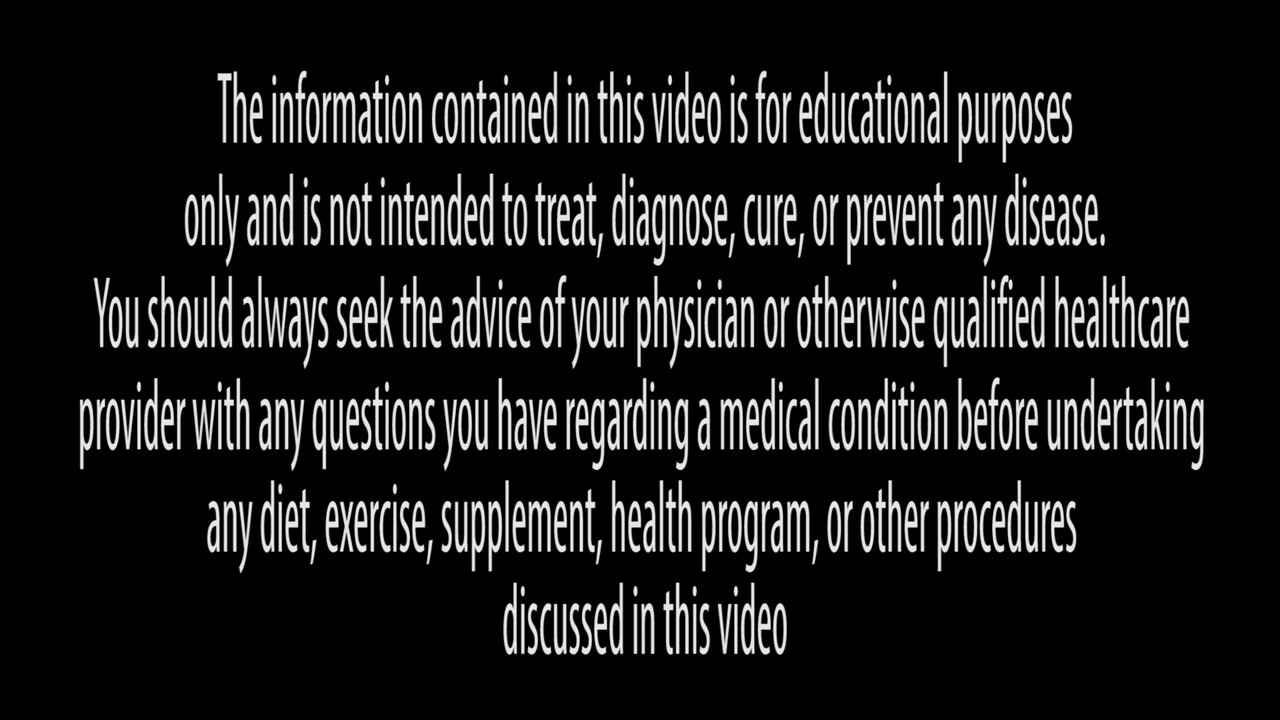 The information contained in this video is for educational purposes
only and is not intended to treat, diagnose, cure, or prevent any disease.
You should always seek the advice of your physician or otherwise qualified healthcare
provider with any questions you have regarding a medical condition before undertaking
any diet, exercise, supplement, health program, or other procedures
discussed in this video